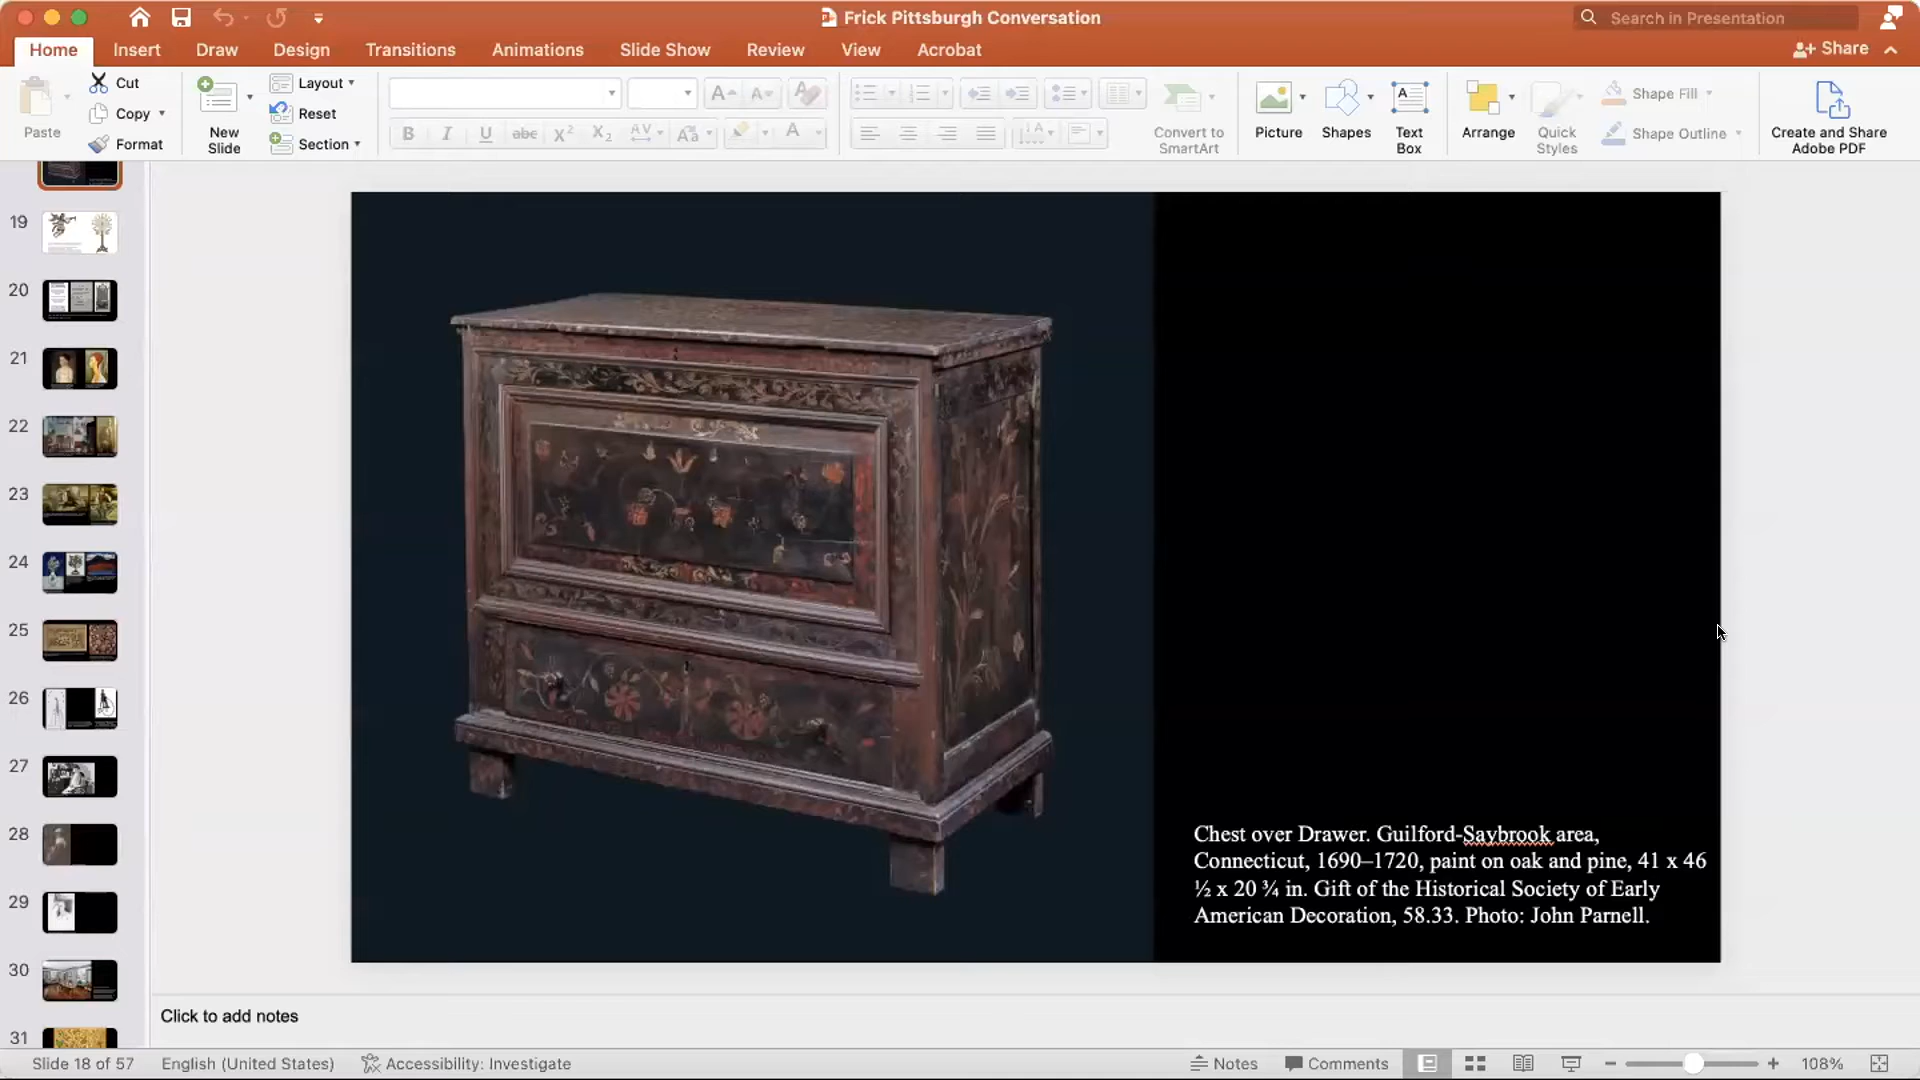 Frick Pittsburgh Conversation
Search in Presentation
Home Insert Draw Design Transitions Animations Slide Show Review View Acrobat
Share
Paste
Cut
Copy
Format
New
Slide
Layout
Reset
Section
Convert to
SmartArt
Picture
Shapes
Text
Box
Arrange
Quick
Styles
Shape Fill
Shape Outline
Create and Share
Adobe PDF
19
20
21
22
23
24
25
26
27
28
29
30
31
Chest over Drawer. Guilford-Saybrook area,
Connecticut, 1690–1720, paint on oak and pine, 41 x 46
½ x 20 ¾ in. Gift of the Historical Society of Early
American Decoration, 58.33. Photo: John Parnell.
Click to add notes
Slide 18 of 57 English (United States) Accessibility: Investigate
Notes Comments 108%